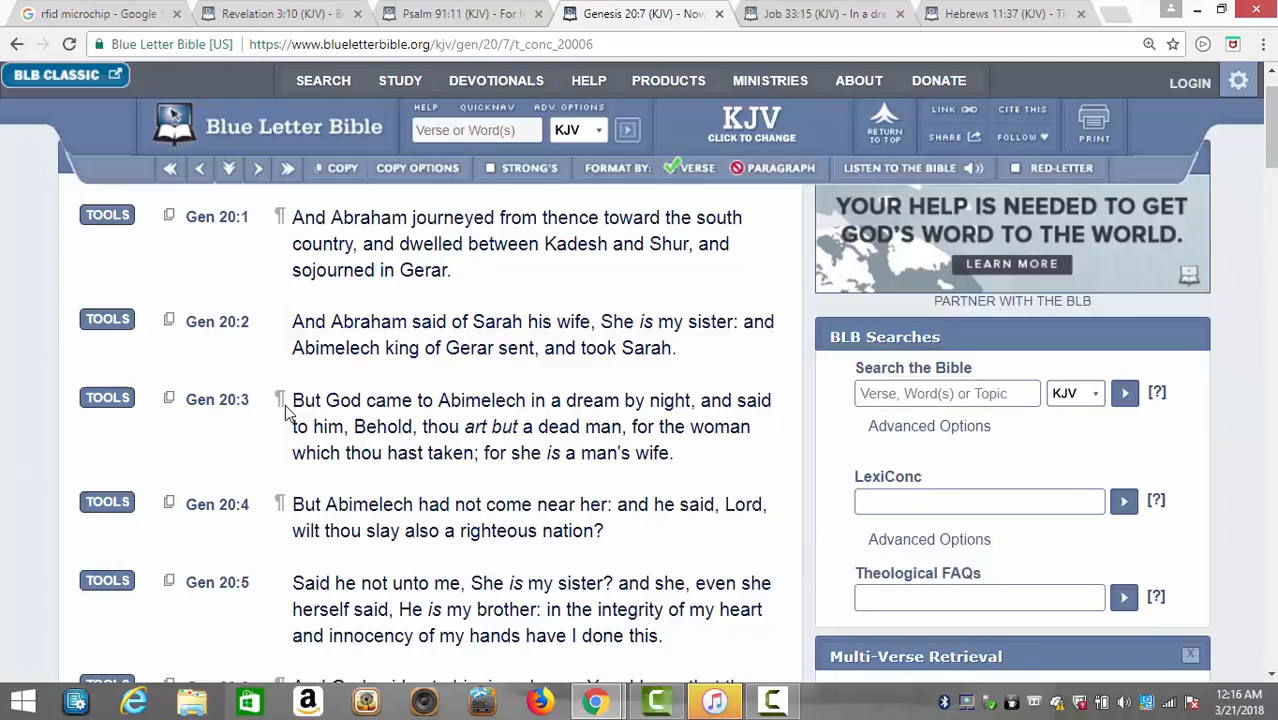 rfid microchip - Google S
Revelation 3:10 (KJV) - B
Psalm 91:11 (KJV) - For h
Genesis 20:7 (KJV) - Now
Job 33:15 (KJV) - In a dre
Hebrews 11:37 (KJV) - Th
Blue Letter Bible [US] https://www.blueletterbible.org/kjv/gen/20/7/t_conc_20006
BLB CLASSIC
SEARCH STUDY DEVOTIONALS HELP PRODUCTS MINISTRIES ABOUT DONATE LOGIN
Blue Letter Bible
HELP QUICKNAV ADV. OPTIONS
Verse or Word(s) KJV
KJV
CLICK TO CHANGE
RETURN
TO TOP
LINK CITE THIS
SHARE FOLLOW
PRINT
COPY COPY OPTIONS STRONG'S FORMAT BY: VERSE PARAGRAPH LISTEN TO THE BIBLE RED-LETTER
TOOLS Gen 20:1 ¶ And Abraham journeyed from thence toward the south
country, and dwelled between Kadesh and Shur, and
sojourned in Gerar.
TOOLS Gen 20:2 And Abraham said of Sarah his wife, She is my sister: and
Abimelech king of Gerar sent, and took Sarah.
TOOLS Gen 20:3 ¶ But God came to Abimelech in a dream by night, and said
to him, Behold, thou art but a dead man, for the woman
which thou hast taken; for she is a man's wife.
TOOLS Gen 20:4 ¶ But Abimelech had not come near her: and he said, Lord,
wilt thou slay also a righteous nation?
TOOLS Gen 20:5 Said he not unto me, She is my sister? and she, even she
herself said, He is my brother: in the integrity of my heart
and innocency of my hands have I done this.
YOUR HELP IS NEEDED TO GET
GOD'S WORD TO THE WORLD.
LEARN MORE
PARTNER WITH THE BLB
BLB Searches
Search the Bible
Verse, Word(s) or Topic KJV [?]
Advanced Options
LexiConc
[?]
Advanced Options
Theological FAQs
[?]
Multi-Verse Retrieval X
12:16 AM
3/21/2018